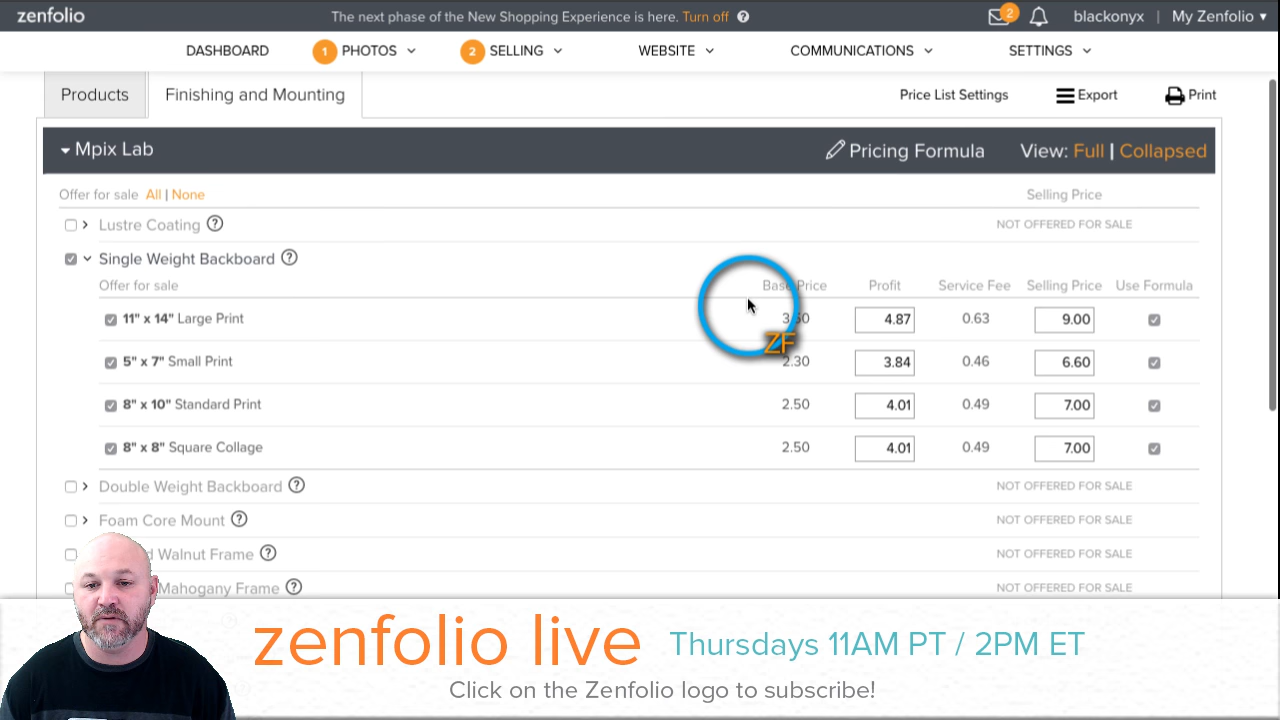 zenfolio The next phase of the New Shopping Experience is here. Turn off ? 2 blackonyx | My Zenfolio
DASHBOARD 1 PHOTOS 2 SELLING WEBSITE COMMUNICATIONS SETTINGS
Products Finishing and Mounting Price List Settings Export Print
Mpix Lab Pricing Formula View: Full | Collapsed
Offer for sale All | None Selling Price
Lustre Coating ? NOT OFFERED FOR SALE
Single Weight Backboard ?
Offer for sale Base Price Profit Service Fee Selling Price Use Formula
11" x 14" Large Print 3.50 4.87 0.63 9.00
5" x 7" Small Print 2.30 3.84 0.46 6.60
8" x 10" Standard Print 2.50 4.01 0.49 7.00
8" x 8" Square Collage 2.50 4.01 0.49 7.00
Double Weight Backboard ? NOT OFFERED FOR SALE
Foam Core Mount ? NOT OFFERED FOR SALE
Walnut Frame ? NOT OFFERED FOR SALE
Mahogany Frame ? NOT OFFERED FOR SALE
ZF
zenfolio live Thursdays 11AM PT / 2PM ET
Click on the Zenfolio logo to subscribe!